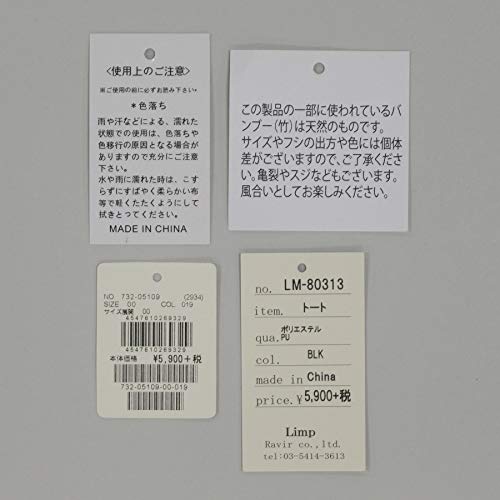 〈使用上のご注意〉
※ご使用の前に必ずお読み下さい。
*色落ち
雨や汗などによる、濡れた
状態での使用は、色落ちや
色移行の原因となる場合が
ありますので充分にご注意
下さい。
水や雨に濡れた時は、こす
らずにすばやく柔らかい布
等で軽くたたくようにして
拭きとってください。
MADE IN CHINA
この製品の一部に使われているバ
ンブー(竹)は天然のものです。
サイズやフシの出方や色には個体
差がございますので、ご了承くださ
い。亀裂やスジなどもございます。
風合いとしてお楽しみください。
NO 732-05109 (2934)
SIZE 00 COL. 019
サイズ展開 00
4547610269329
4547610269329
本体価格 ¥5,900+税
732-05109-00-019
no. LM-80313
item. トート
qua. ポリエステル
PU
col. BLK
made in China
price. ¥5,900+税
Limp
Ravir co.,ltd.
tel:03-5414-3613